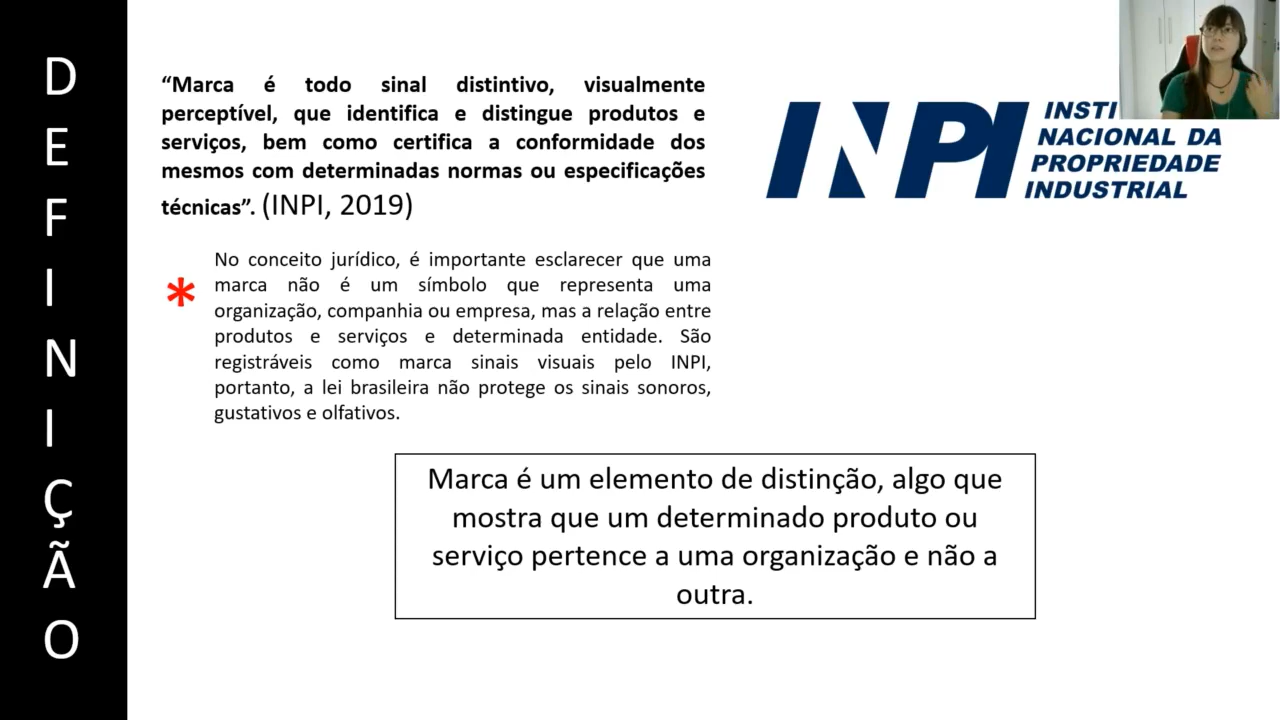 DEFINIÇÃO
“Marca é todo sinal distintivo, visualmente
perceptível, que identifica e distingue produtos e
serviços, bem como certifica a conformidade dos
mesmos com determinadas normas ou especificações
técnicas”. (INPI, 2019)
INPI
INSTI
NACIONAL DA
PROPRIEDADE
INDUSTRIAL
*
No conceito jurídico, é importante esclarecer que uma
marca não é um símbolo que representa uma
organização, companhia ou empresa, mas a relação entre
produtos e serviços e determinada entidade. São
registráveis como marca sinais visuais pelo INPI,
portanto, a lei brasileira não protege os sinais sonoros,
gustativos e olfativos.
Marca é um elemento de distinção, algo que
mostra que um determinado produto ou
serviço pertence a uma organização e não a
outra.